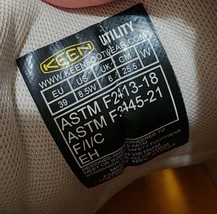 KEEN UTILITY
WWW.KEENFOOTWEAR.COM
EU US UK CM W
39 8.5W 6 25.5
ASTM F2413-18
ASTM F3445-21
F/I/C
EH